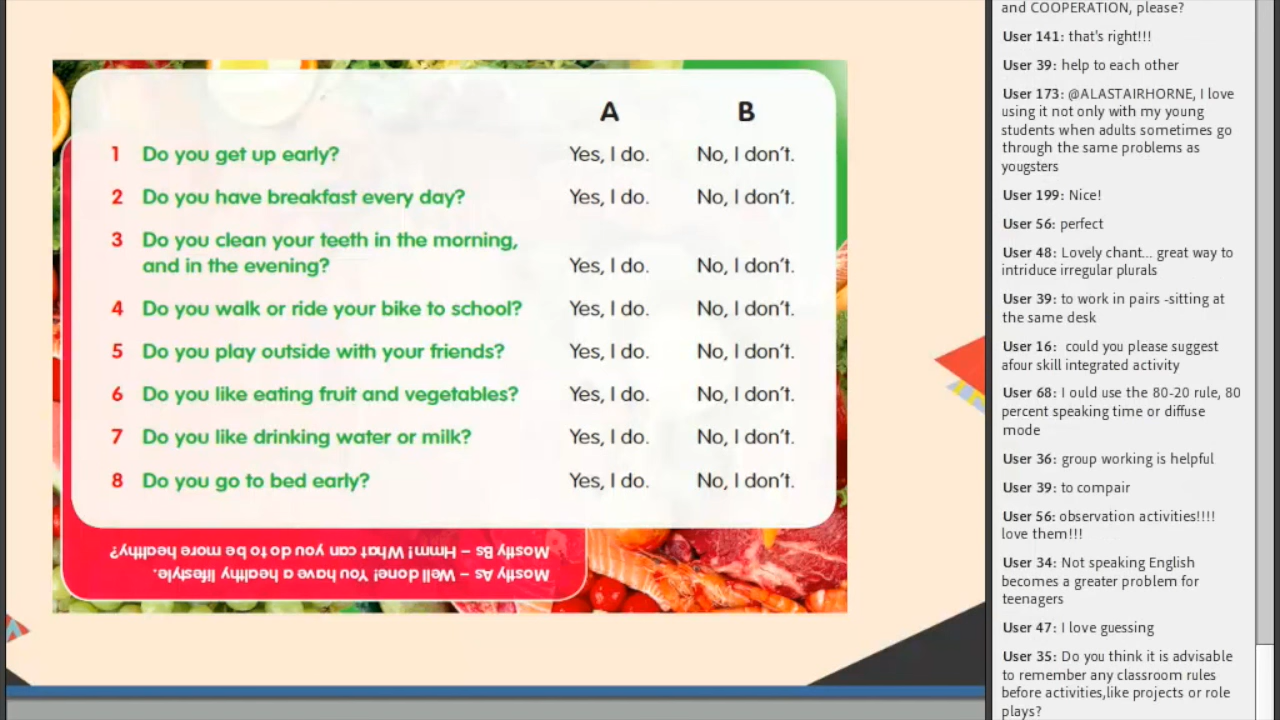 A B
1 Do you get up early? Yes, I do. No, I don't.
2 Do you have breakfast every day? Yes, I do. No, I don't.
3 Do you clean your teeth in the morning,
and in the evening? Yes, I do. No, I don't.
4 Do you walk or ride your bike to school? Yes, I do. No, I don't.
5 Do you play outside with your friends? Yes, I do. No, I don't.
6 Do you like eating fruit and vegetables? Yes, I do. No, I don't.
7 Do you like drinking water or milk? Yes, I do. No, I don't.
8 Do you go to bed early? Yes, I do. No, I don't.
Mostly As – Well done! You have a healthy lifestyle.
Mostly Bs – Hmm! What can you do to be more healthy?
and COOPERATION, please?
User 141: that's right!!!
User 39: help to each other
User 173: @ALASTAIRHORNE, I love
using it not only with my young
students when adults sometimes go
through the same problems as
yougsters
User 199: Nice!
User 56: perfect
User 48: Lovely chant... great way to
intriduce irregular plurals
User 39: to work in pairs -sitting at
the same desk
User 16: could you please suggest
afour skill integrated activity
User 68: I ould use the 80-20 rule, 80
percent speaking time or diffuse
mode
User 36: group working is helpful
User 39: to compair
User 56: observation activities!!!!
love them!!!
User 34: Not speaking English
becomes a greater problem for
teenagers
User 47: I love guessing
User 35: Do you think it is advisable
to remember any classroom rules
before activities,like projects or role
plays?